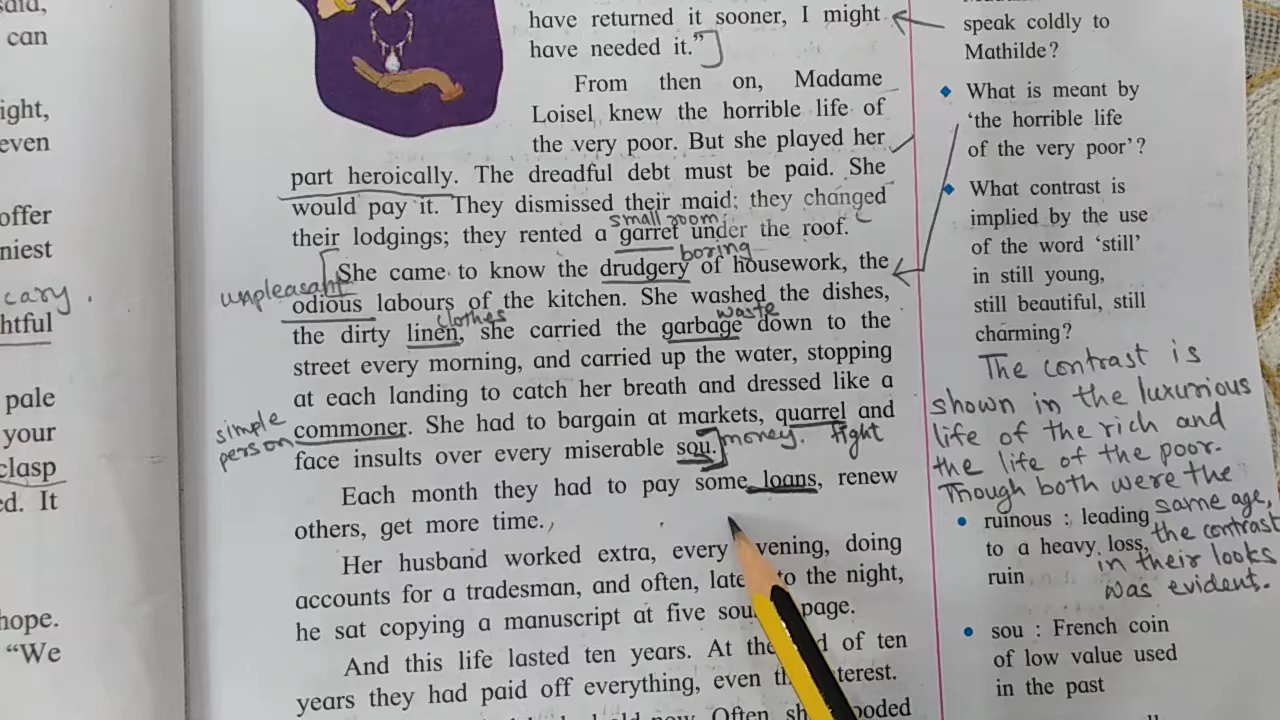 said,
can
ight,
even
offer
niest
cary.
htful
pale
your
clasp
ed. It
hope.
"We
have returned it sooner, I might
have needed it."
From then on, Madame
Loisel knew the horrible life of
the very poor. But she played her
part heroically. The dreadful debt must be paid. She
would pay it. They dismissed their maid; they changed
small room
their lodgings; they rented a garret under the roof.
boring
She came to know the drudgery of housework, the
unpleasant
odious labours of the kitchen. She washed the dishes,
clothes waste
the dirty linen, she carried the garbage down to the
street every morning, and carried up the water, stopping
at each landing to catch her breath and dressed like a
simple person
commoner. She had to bargain at markets, quarrel and
face insults over every miserable sou. money. fight
Each month they had to pay some loans, renew
others, get more time.
Her husband worked extra, every vening, doing
accounts for a tradesman, and often, late to the night,
he sat copying a manuscript at five sou page.
And this life lasted ten years. At the d of ten
years they had paid off everything, even th terest.
now. Often sh ooded
speak coldly to
Mathilde?
What is meant by
'the horrible life
of the very poor'?
What contrast is
implied by the use
of the word 'still'
in still young,
still beautiful, still
charming?
The contrast is
shown in the luxurious
life of the rich and
the life of the poor.
Though both were the
same age,
the contrast
in their looks
was evident.
• ruinous : leading
to a heavy loss,
ruin
• sou : French coin
of low value used
in the past